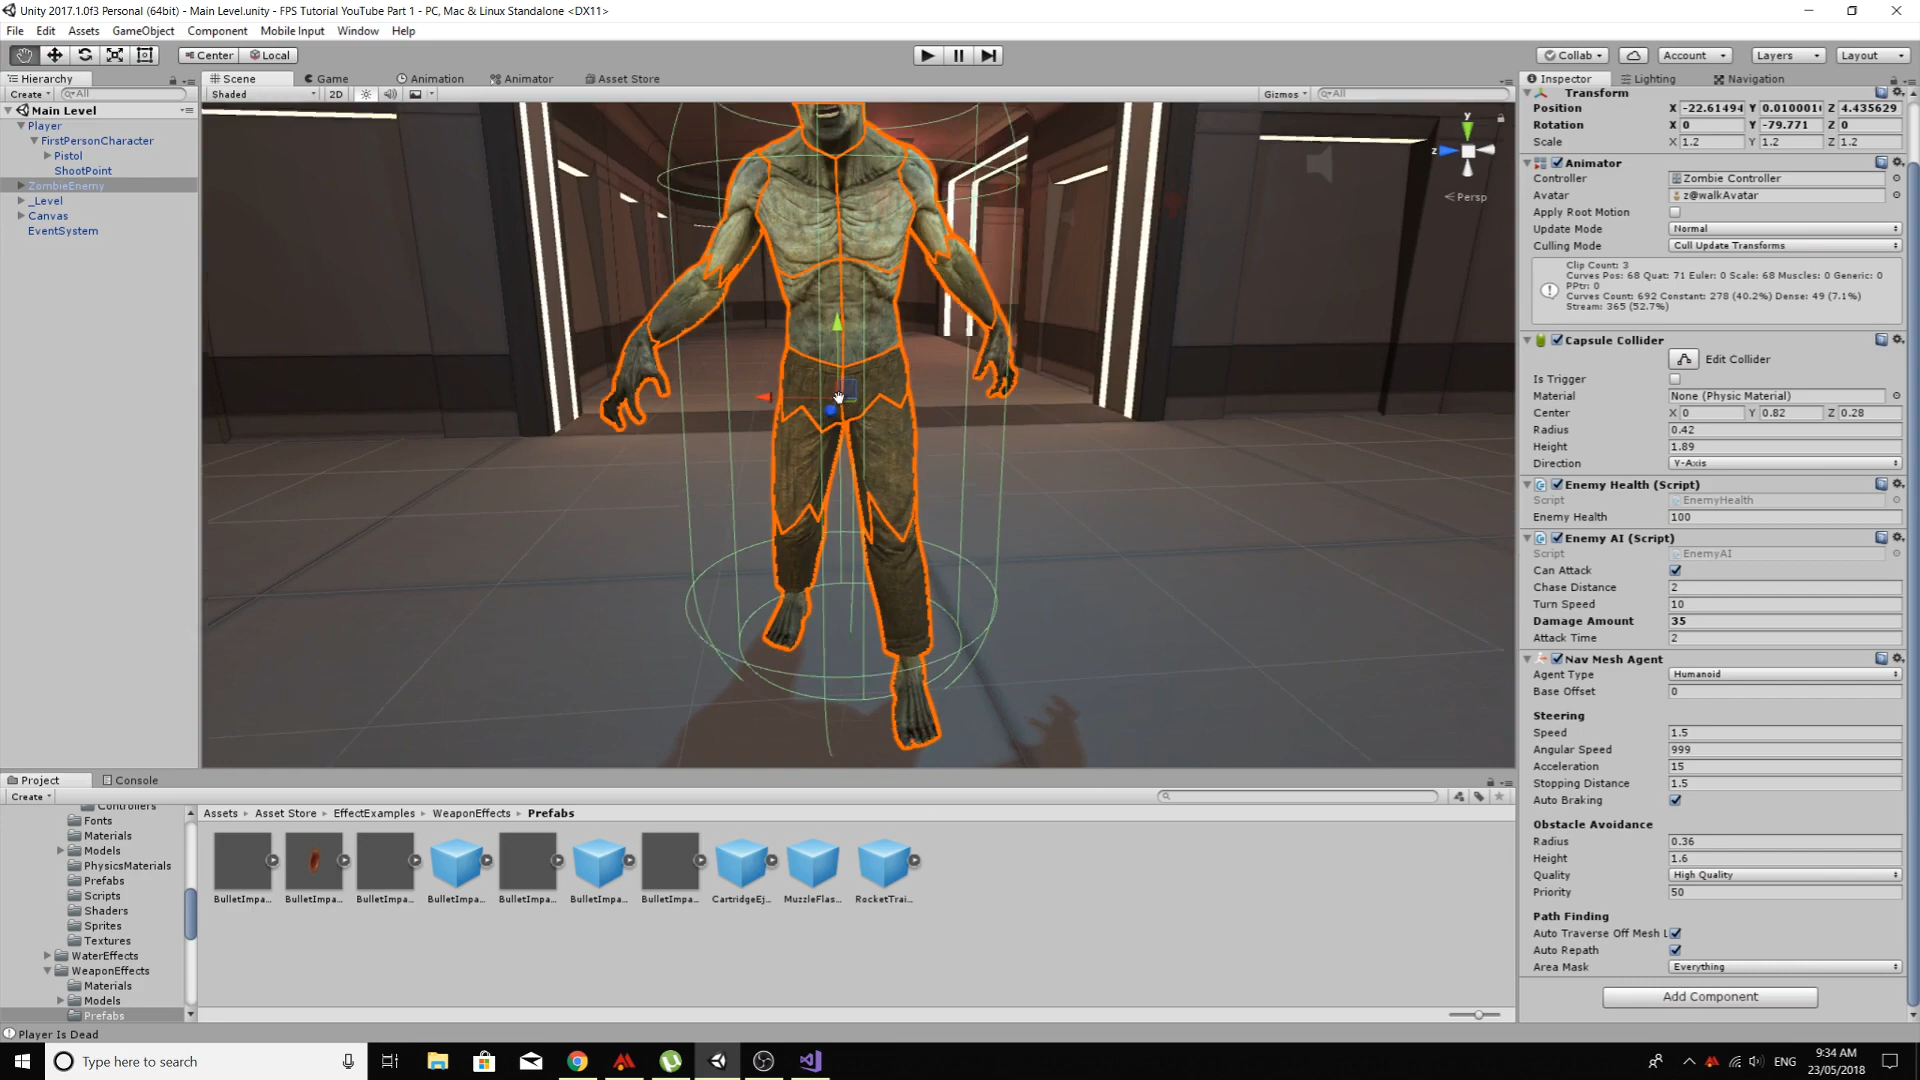 Unity 2017.1.0f3 Personal (64bit) - Main Level.unity - FPS Tutorial YouTube Part 1 - PC, Mac & Linux Standalone <DX11>
File Edit Assets GameObject Component Mobile Input Window Help
Center Local
Collab Account Layers Layout
Hierarchy
Create All
Main Level
Player
FirstPersonCharacter
Pistol
ShootPoint
ZombieEnemy
_Level
Canvas
EventSystem
Scene Game Animation Animator Asset Store
Shaded 2D Gizmos All
y
z
Persp
Inspector Lighting Navigation
Transform
Position X -22.61494 Y 0.0100010 Z 4.435629
Rotation X 0 Y -79.771 Z 0
Scale X 1.2 Y 1.2 Z 1.2
Animator
Controller Zombie Controller
Avatar z@walkAvatar
Apply Root Motion
Update Mode Normal
Culling Mode Cull Update Transforms
Clip Count: 3
Curves Pos: 68 Quat: 71 Euler: 0 Scale: 68 Muscles: 0 Generic: 0
PPtr: 0
Curves Count: 692 Constant: 278 (40.2%) Dense: 49 (7.1%)
Stream: 365 (52.7%)
Capsule Collider
Edit Collider
Is Trigger
Material None (Physic Material)
Center X 0 Y 0.82 Z 0.28
Radius 0.42
Height 1.89
Direction Y-Axis
Enemy Health (Script)
Script EnemyHealth
Enemy Health 100
Enemy AI (Script)
Script EnemyAI
Can Attack
Chase Distance 2
Turn Speed 10
Damage Amount 35
Attack Time 2
Nav Mesh Agent
Agent Type Humanoid
Base Offset 0
Steering
Speed 1.5
Angular Speed 999
Acceleration 15
Stopping Distance 1.5
Auto Braking
Obstacle Avoidance
Radius 0.36
Height 1.6
Quality High Quality
Priority 50
Path Finding
Auto Traverse Off Mesh L
Auto Repath
Area Mask Everything
Add Component
Project Console
Create
Controllers
Fonts
Materials
Models
PhysicsMaterials
Prefabs
Scripts
Shaders
Sprites
Textures
WaterEffects
WeaponEffects
Materials
Models
Prefabs
Assets Asset Store EffectExamples WeaponEffects Prefabs
BulletImpa... BulletImpa... BulletImpa... BulletImpa... BulletImpa... BulletImpa... BulletImpa... CartridgeEj... MuzzleFlas... RocketTrai...
Player Is Dead
Type here to search
ENG
9:34 AM
23/05/2018